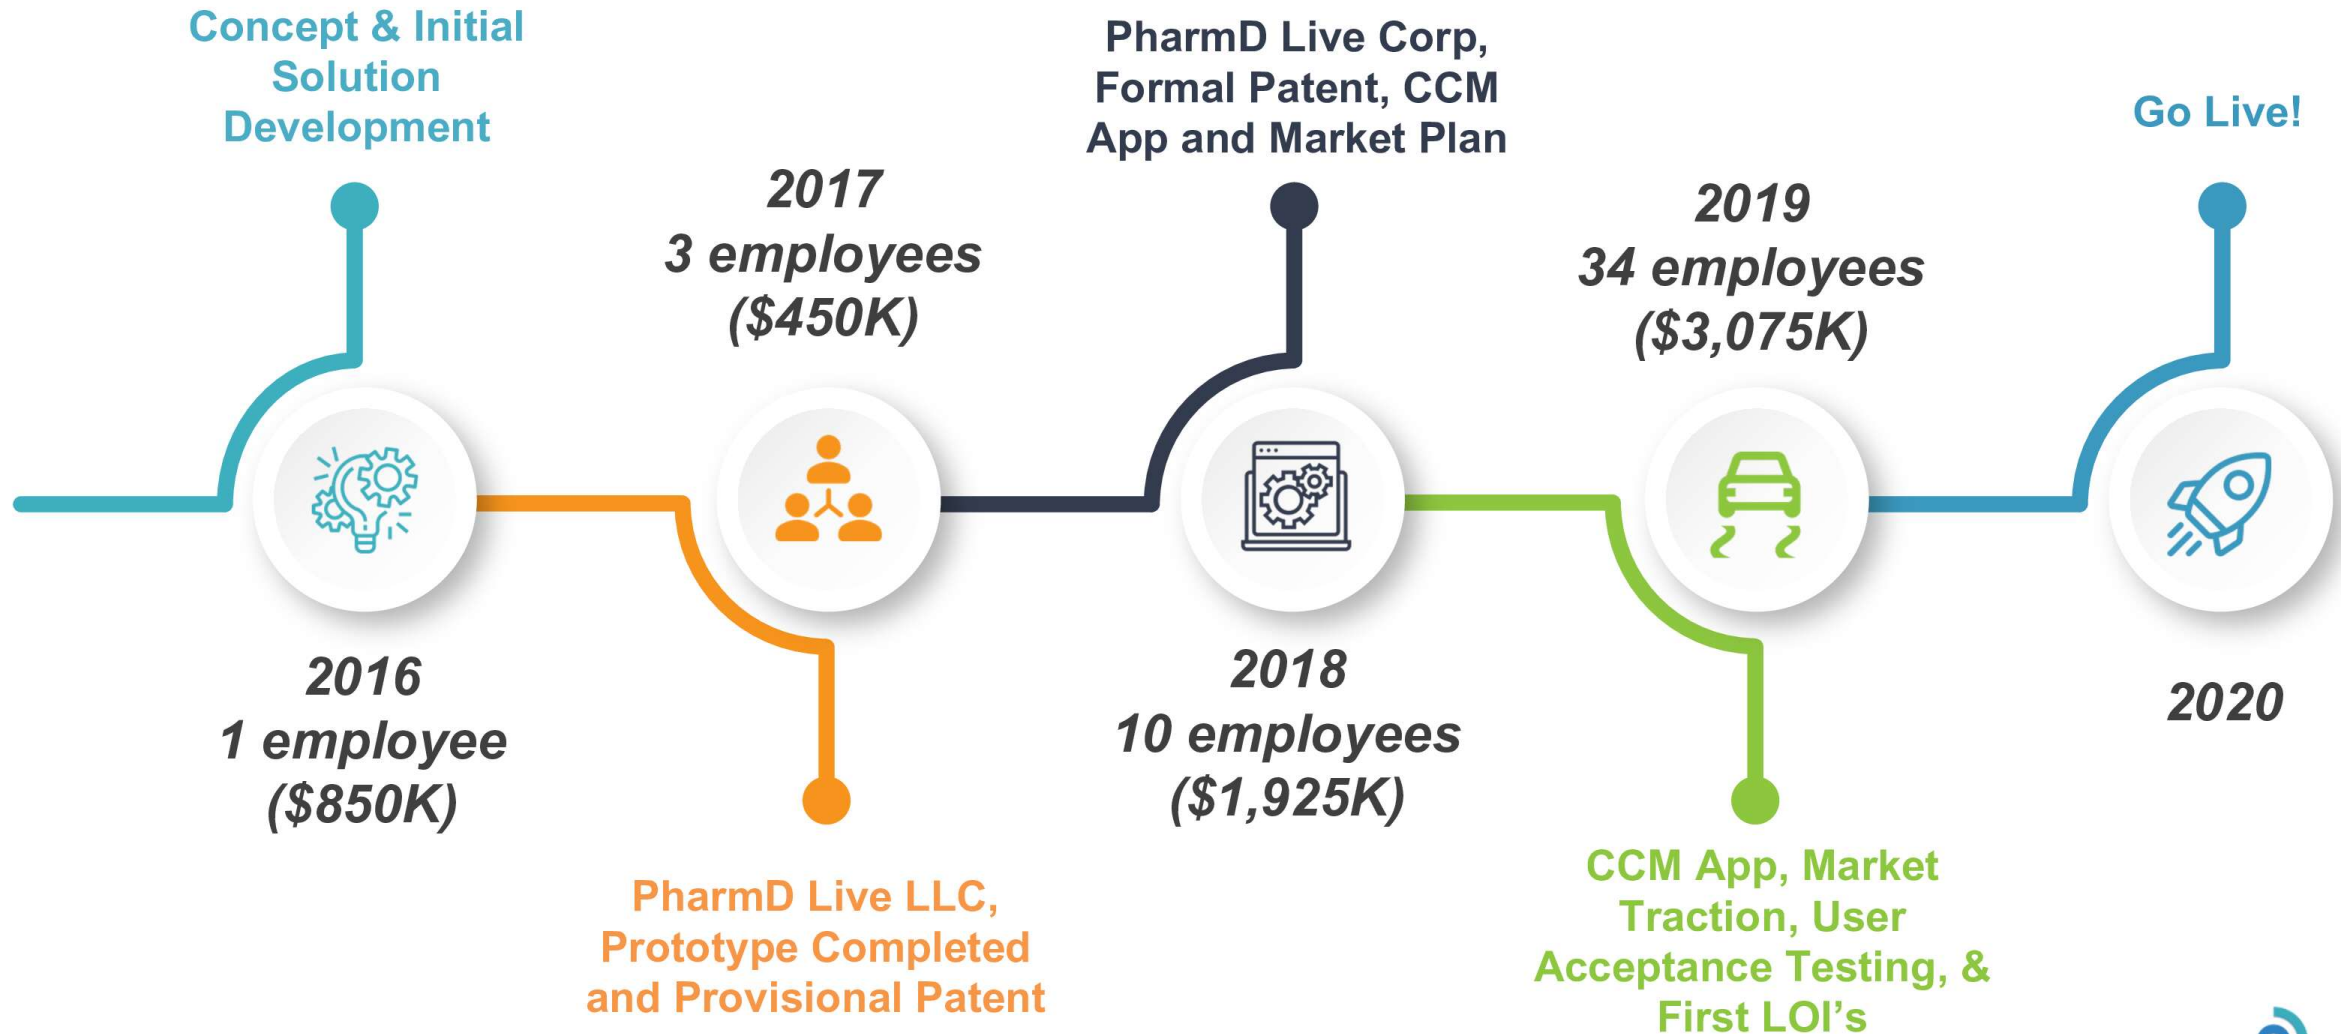 Concept & Initial
Solution
Development
2016
1 employee
($850K)
2017
3 employees
($450K)
PharmD Live LLC,
Prototype Completed
and Provisional Patent
PharmD Live Corp,
Formal Patent, CCM
App and Market Plan
2018
10 employees
($1,925K)
2019
34 employees
($3,075K)
CCM App, Market
Traction, User
Acceptance Testing, &
First LOI’s
Go Live!
2020